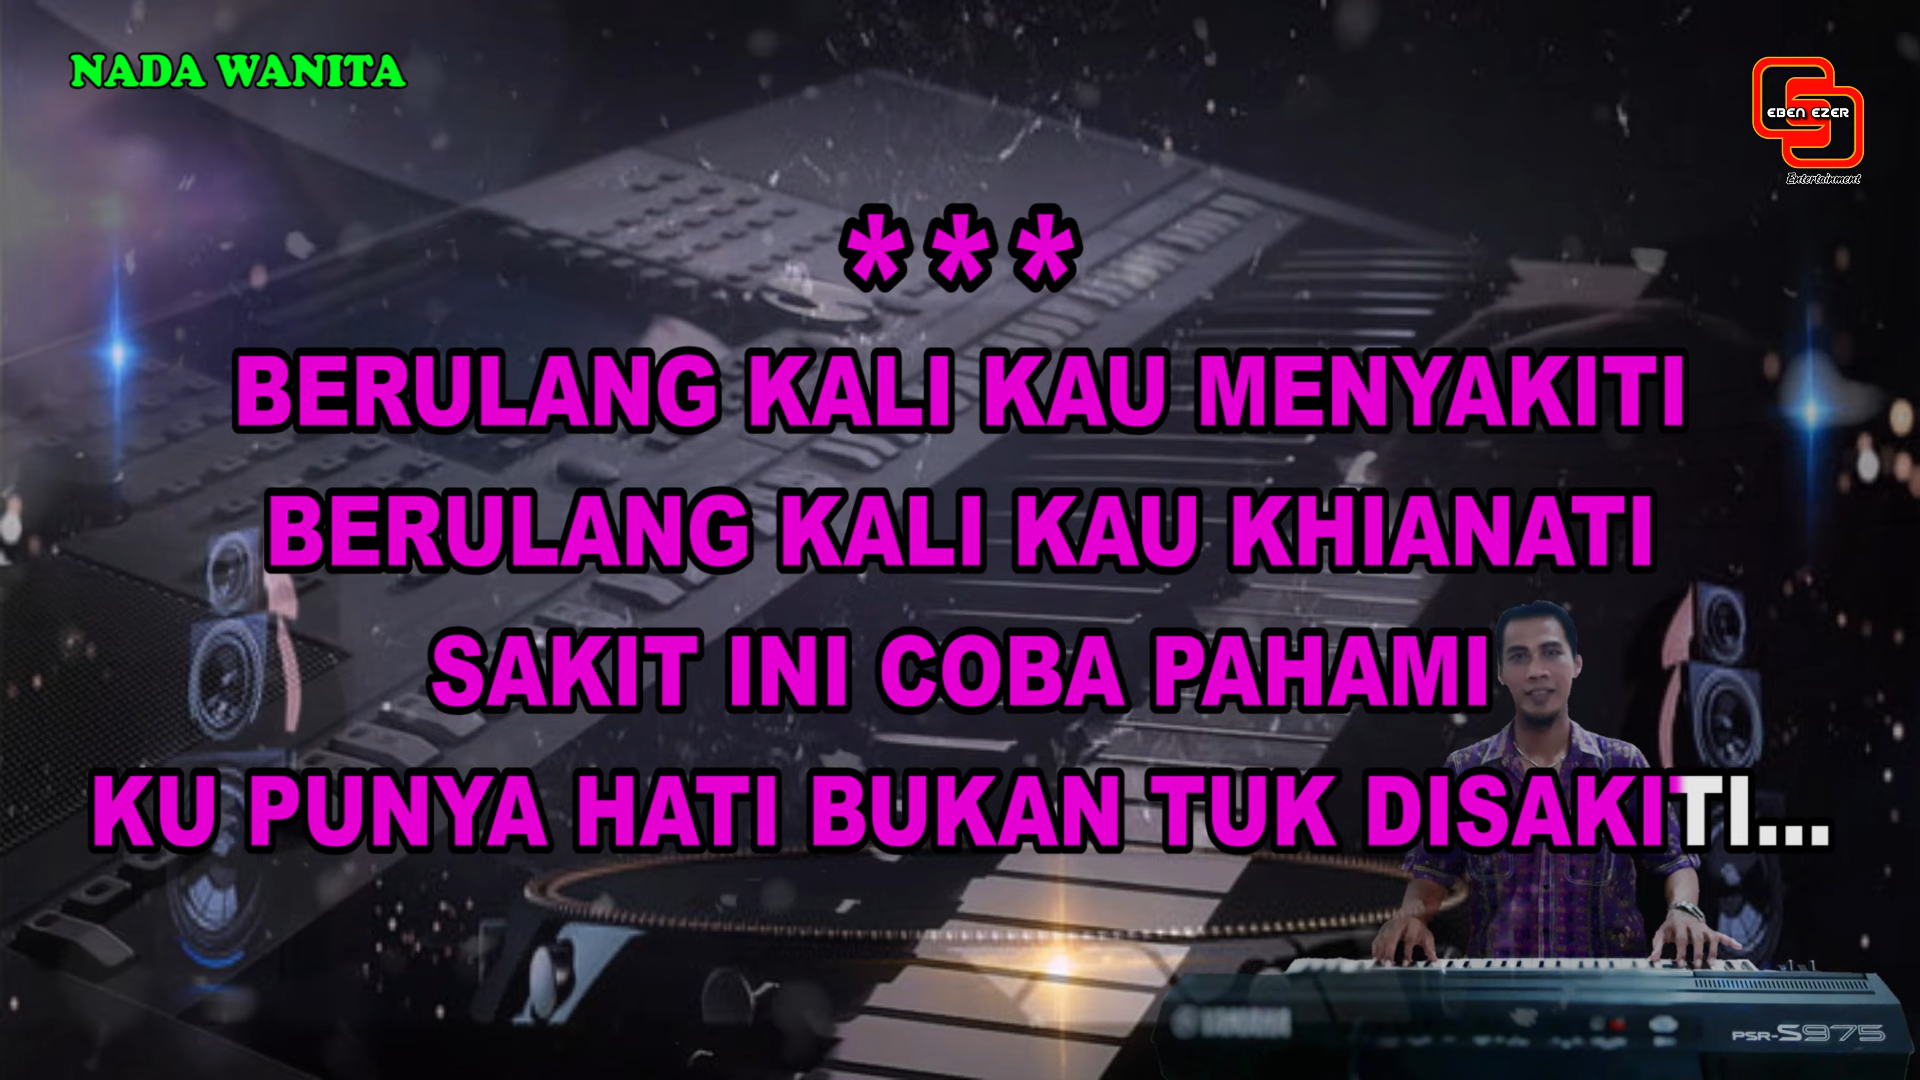 NADA WANITA
EBEN EZER
Entertainment
***
BERULANG KALI KAU MENYAKITI
BERULANG KALI KAU KHIANATI
SAKIT INI COBA PAHAMI
KU PUNYA HATI BUKAN TUK DISAKITI...
YAMAHA
PSR-S975